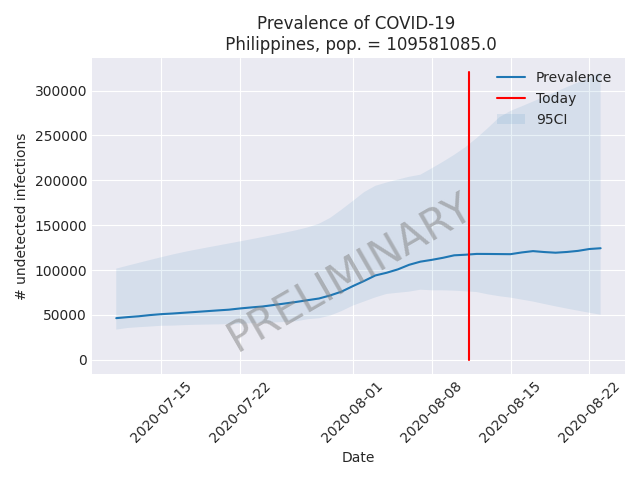 Prevalence of COVID-19
Philippines, pop. = 109581085.0
Prevalence
Today
95CI
300000
250000
200000
150000
100000
50000
0
# undetected infections
PRELIMINARY
2020-07-15
2020-07-22
2020-08-01
2020-08-08
2020-08-15
2020-08-22
Date